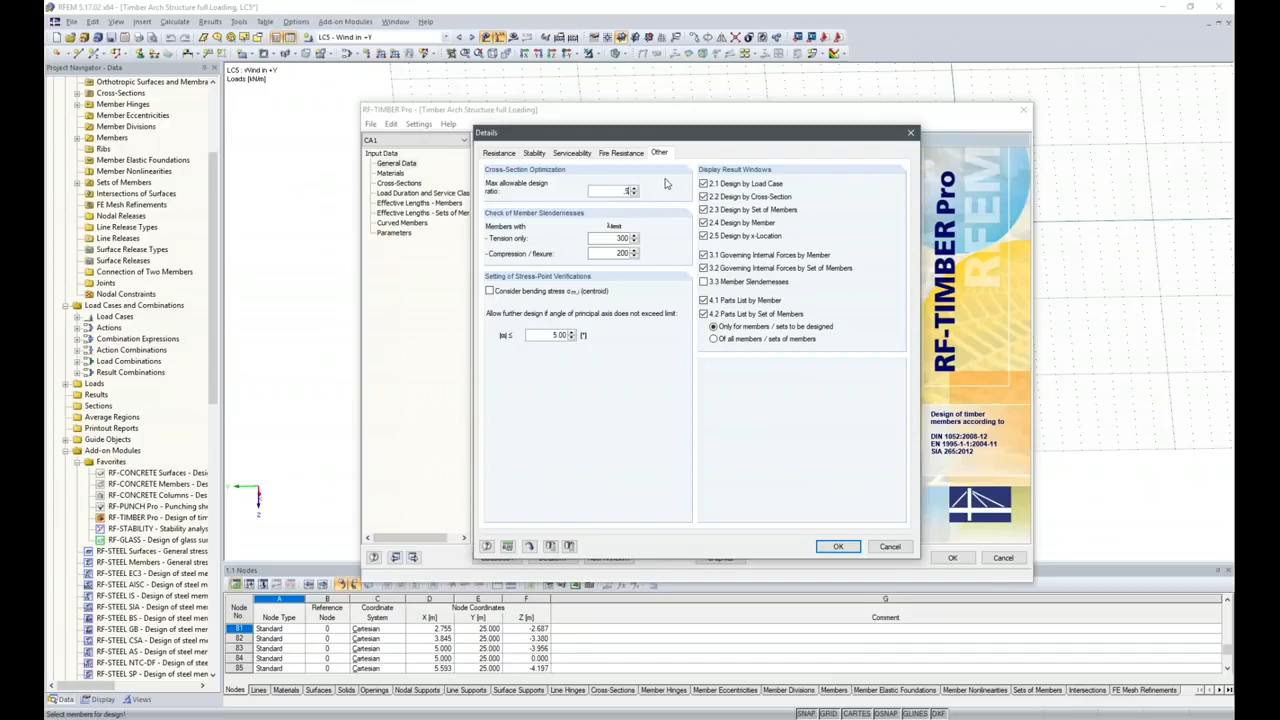 RFEM 5.17.02 x64 - [Timber Arch Structure full Loading, LC5*]
File Edit View Insert Calculate Results Tools Table Options Add-on Modules Window Help
LC5 - Wind in +Y
Project Navigator - Data
Orthotropic Surfaces and Membra
Cross-Sections
Member Hinges
Member Eccentricities
Member Divisions
Members
Ribs
Member Elastic Foundations
Member Nonlinearities
Sets of Members
Intersections of Surfaces
FE Mesh Refinements
Nodal Releases
Line Release Types
Line Releases
Surface Release Types
Surface Releases
Connection of Two Members
Joints
Nodal Constraints
Load Cases and Combinations
Load Cases
Actions
Combination Expressions
Action Combinations
Load Combinations
Result Combinations
Loads
Results
Sections
Average Regions
Printout Reports
Guide Objects
Add-on Modules
Favorites
RF-CONCRETE Surfaces - Desi
RF-CONCRETE Members - Des
RF-CONCRETE Columns - Des
RF-PUNCH Pro - Punching she
RF-TIMBER Pro - Design of tim
RF-STABILITY - Stability analys
RF-GLASS - Design of glass sur
RF-STEEL Surfaces - General stress
RF-STEEL Members - General stres
RF-STEEL EC3 - Design of steel me
RF-STEEL AISC - Design of steel m
RF-STEEL IS - Design of steel mem
RF-STEEL SIA - Design of steel me
RF-STEEL BS - Design of steel mer
RF-STEEL GB - Design of steel mer
RF-STEEL CSA - Design of steel me
RF-STEEL AS - Design of steel mer
RF-STEEL NTC-DF - Design of steel
RF-STEEL SP - Design of steel mer
Data Display Views
LC5 : Wind in +Y
Loads [kN/m]
Y
Z
RF-TIMBER Pro - [Timber Arch Structure full Loading]
File Edit Settings Help
CA1
Input Data
General Data
Materials
Cross-Sections
Load Duration and Service Clas
Effective Lengths - Members
Effective Lengths - Sets of Mer
Curved Members
Parameters
Details
Resistance Stability Serviceability Fire Resistance Other
Cross-Section Optimization
Max allowable design
ratio: .5
Check of Member Slendernesses
Members with λlimit
- Tension only: 300
- Compression / flexure: 200
Setting of Stress-Point Verifications
Consider bending stress σm,i (centroid)
Allow further design if angle of principal axis does not exceed limit:
|α| ≤ 5.00 [°]
Display Result Windows
2.1 Design by Load Case
2.2 Design by Cross-Section
2.3 Design by Set of Members
2.4 Design by Member
2.5 Design by x-Location
3.1 Governing Internal Forces by Member
3.2 Governing Internal Forces by Set of Members
3.3 Member Slendernesses
4.1 Parts List by Member
4.2 Parts List by Set of Members
Only for members / sets to be designed
Of all members / sets of members
OK Cancel
RF-TIMBER Pro
Design of timber
members according to
DIN 1052:2008-12
EN 1995-1-1:2004-11
SIA 265:2012
OK Cancel
1.1 Nodes
A B C D E F G
Node No. Node Type Reference Node Coordinate System Node Coordinates X [m] Y [m] Z [m] Comment
81 Standard 0 Cartesian 2.755 25.000 -2.687
82 Standard 0 Cartesian 3.845 25.000 -3.380
83 Standard 0 Cartesian 5.000 25.000 -3.956
84 Standard 0 Cartesian 5.000 25.000 0.000
85 Standard 0 Cartesian 5.593 25.000 -4.197
Nodes Lines Materials Surfaces Solids Openings Nodal Supports Line Supports Surface Supports Line Hinges Cross-Sections Member Hinges Member Eccentricities Member Divisions Members Member Elastic Foundations Member Nonlinearities Sets of Members Intersections FE Mesh Refinements
Select members for design!
SNAP GRID CARTES OSNAP GLINES DXF